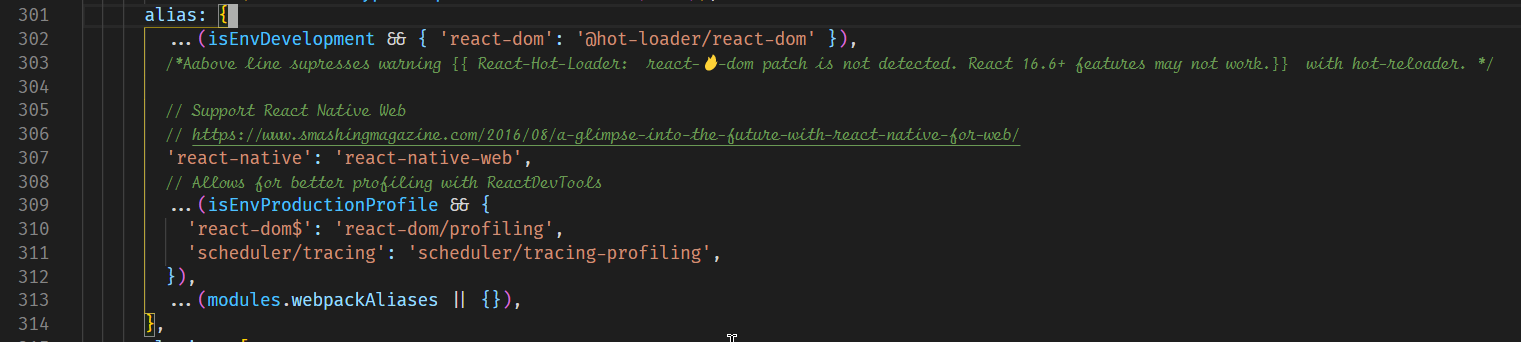 301 alias: {
302 ...(isEnvDevelopment && { 'react-dom': '@hot-loader/react-dom' }),
303 /*Aabove line supresses warning {{ React-Hot-Loader: react-🔥-dom patch is not detected. React 16.6+ features may not work.}} with hot-reloader. */
304
305 // Support React Native Web
306 // https://www.smashingmagazine.com/2016/08/a-glimpse-into-the-future-with-react-native-for-web/
307 'react-native': 'react-native-web',
308 // Allows for better profiling with ReactDevTools
309 ...(isEnvProductionProfile && {
310 'react-dom$': 'react-dom/profiling',
311 'scheduler/tracing': 'scheduler/tracing-profiling',
312 }),
313 ...(modules.webpackAliases || {}),
314 },